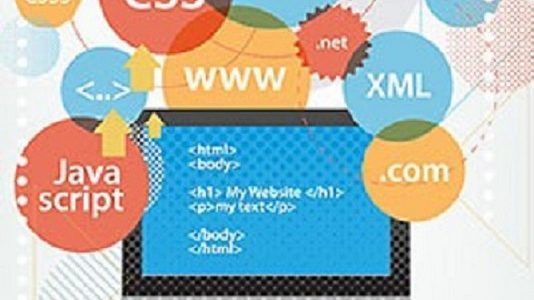 CSS
.net
<..>
www
XML
Java
script
.com
<html>
<body>
<h1> My Website </h1>
<p>my text</p>
</body>
</html>